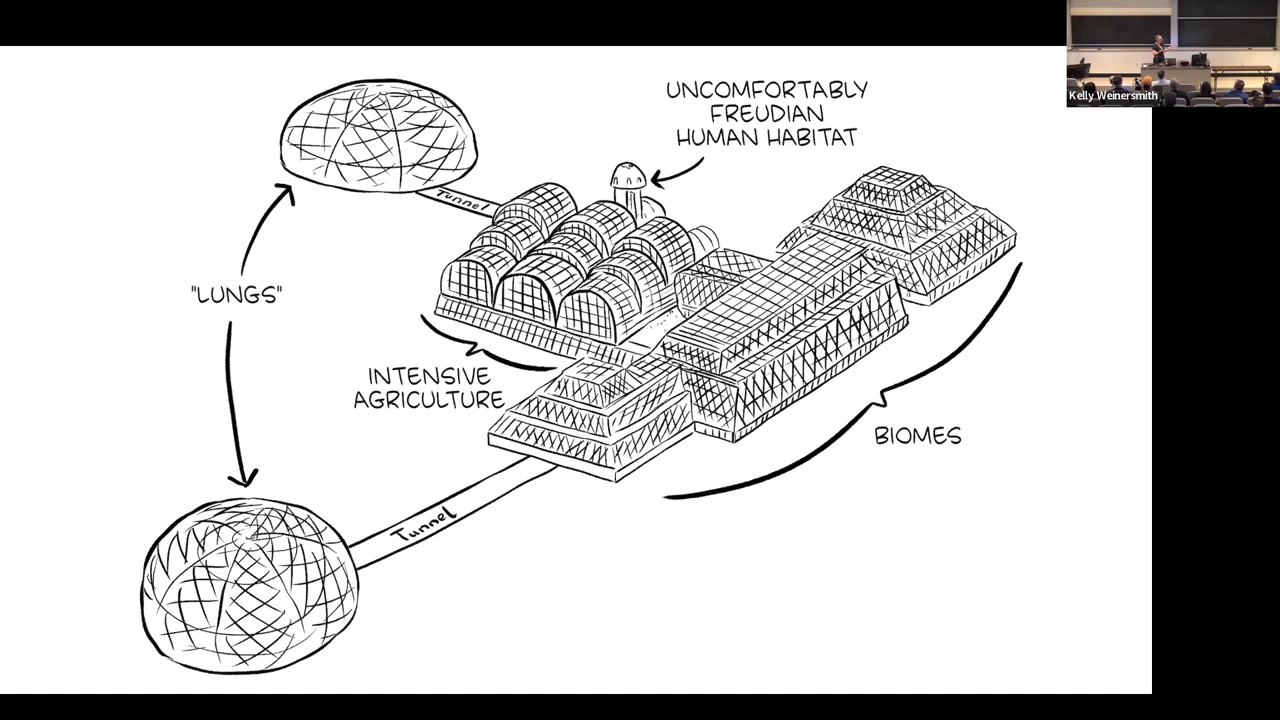 UNCOMFORTABLY
FREUDIAN
HUMAN HABITAT
Kelly Weinersmith
Tunnel
"LUNGS"
INTENSIVE
AGRICULTURE
BIOMES
Tunnel